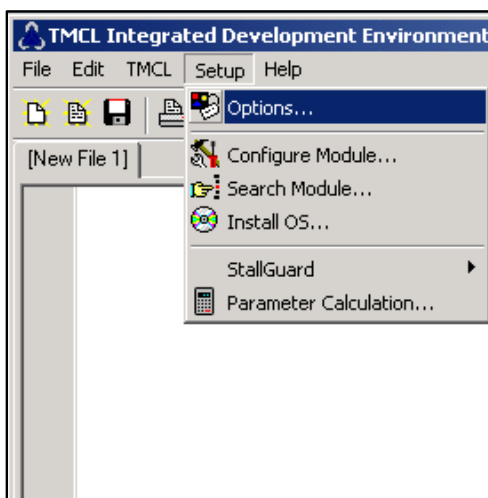 TMCL Integrated Development Environment
File Edit TMCL Setup Help
Options...
[New File 1]
Configure Module...
Search Module...
Install OS...
StallGuard
Parameter Calculation...